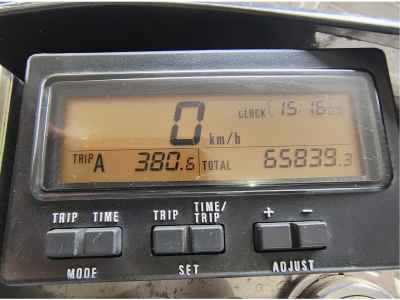 CLOCK 15:16
0 km/h
TRIP A 380.6 TOTAL 65839.3
TRIP TIME TRIP TIME/TRIP + −
MODE SET ADJUST